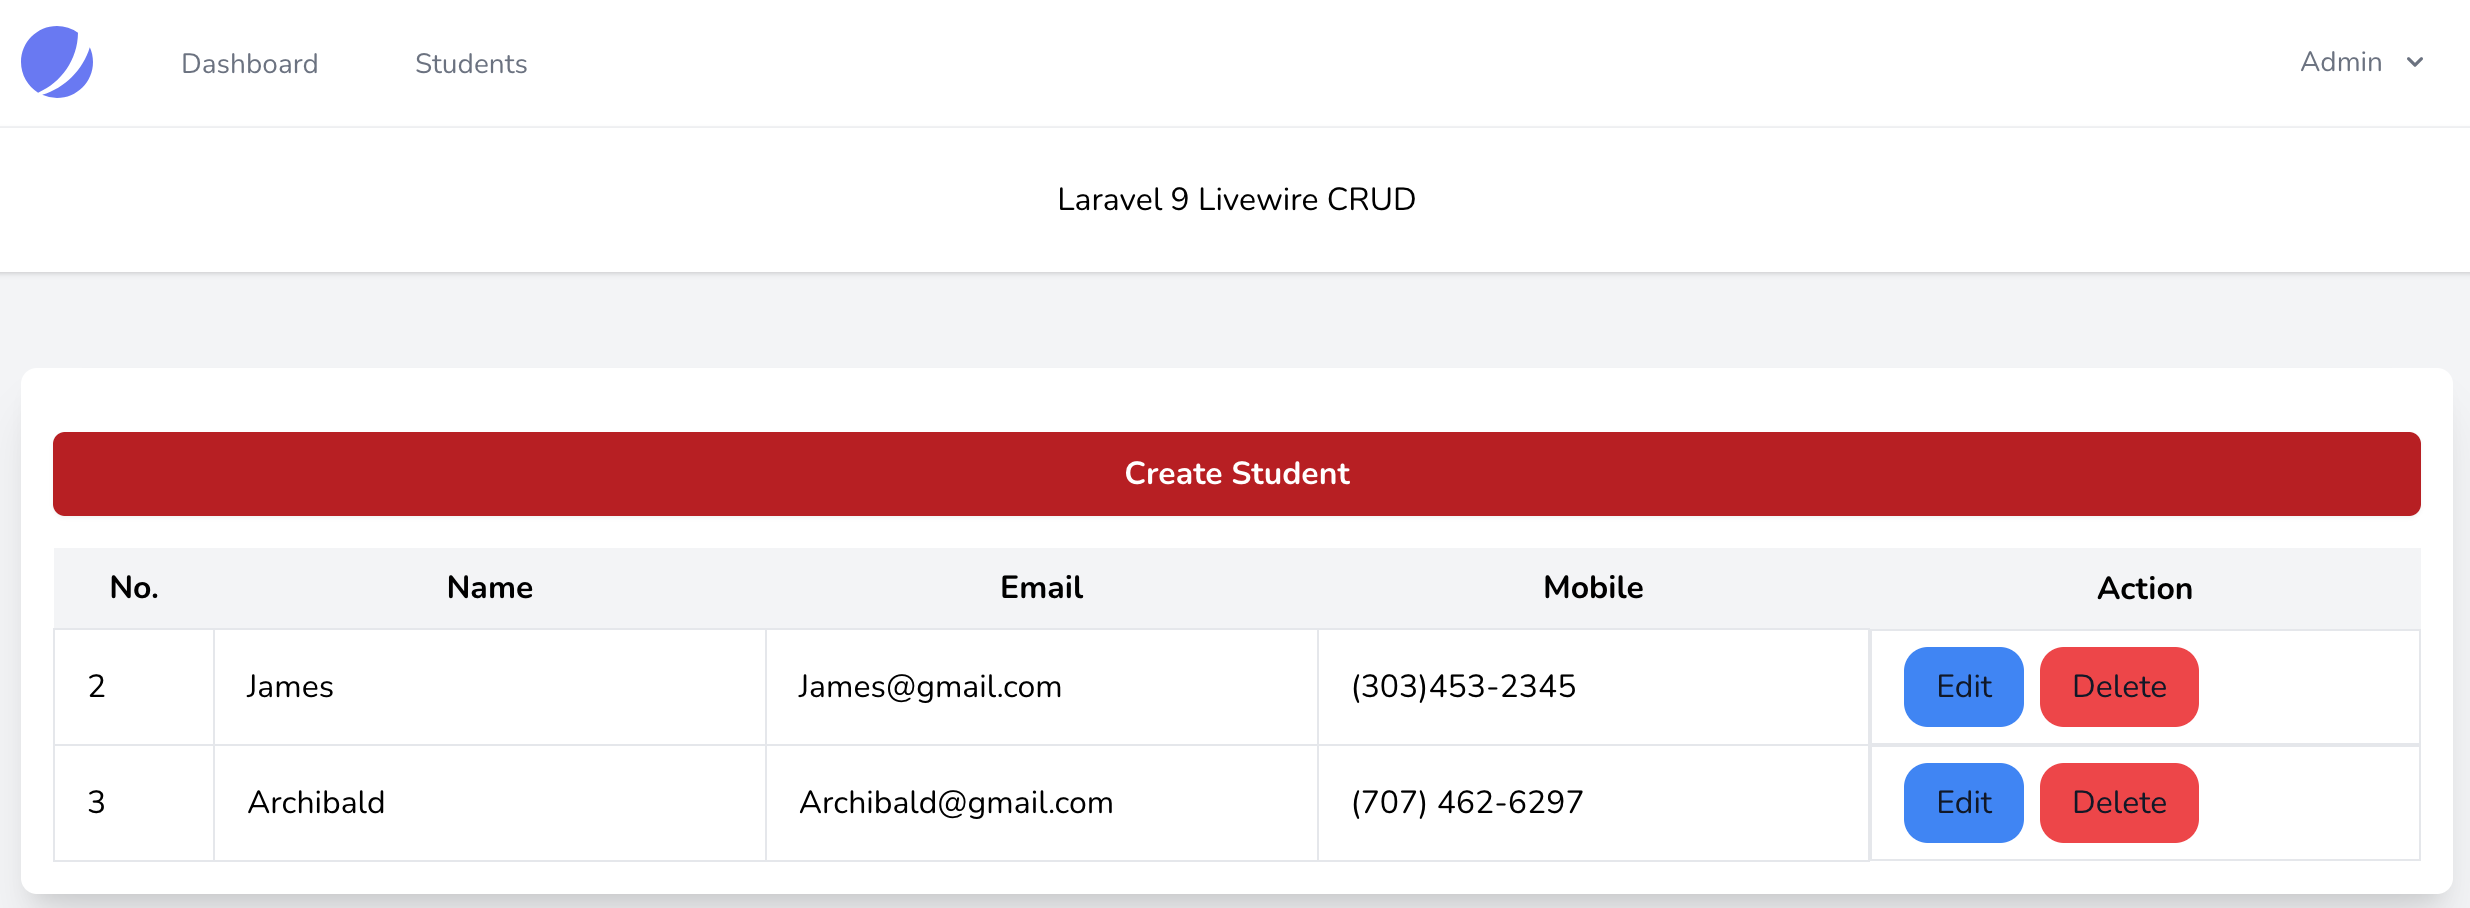 Dashboard Students Admin
Laravel 9 Livewire CRUD
Create Student
No. Name Email Mobile Action
2 James James@gmail.com (303)453-2345 Edit Delete
3 Archibald Archibald@gmail.com (707) 462-6297 Edit Delete